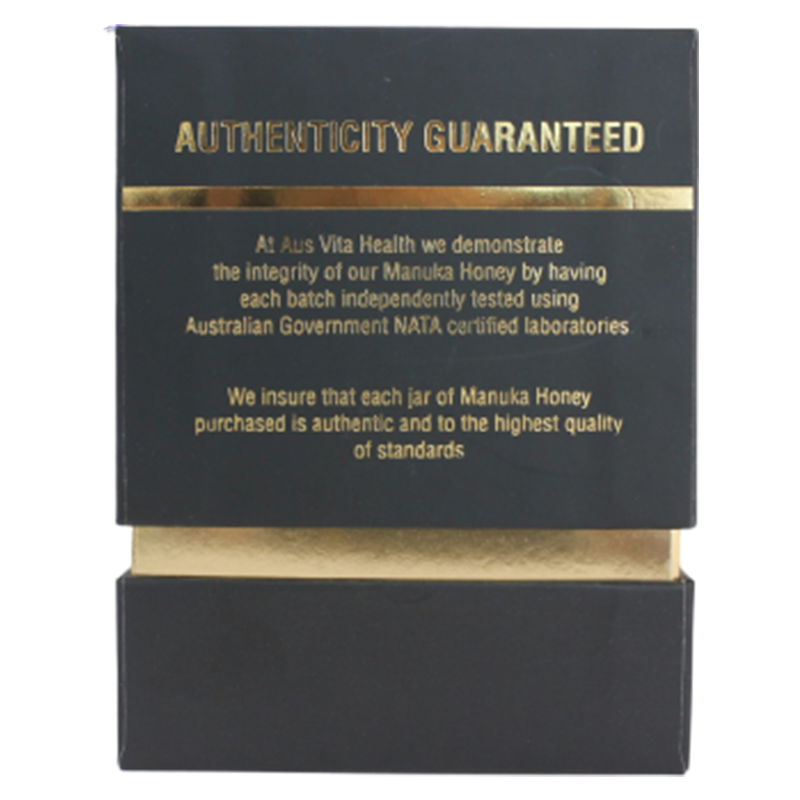 AUTHENTICITY GUARANTEED
At Aus Vita Health we demonstrate
the integrity of our Manuka Honey by having
each batch independently tested using
Australian Government NATA certified laboratories
We insure that each jar of Manuka Honey
purchased is authentic and to the highest quality
of standards